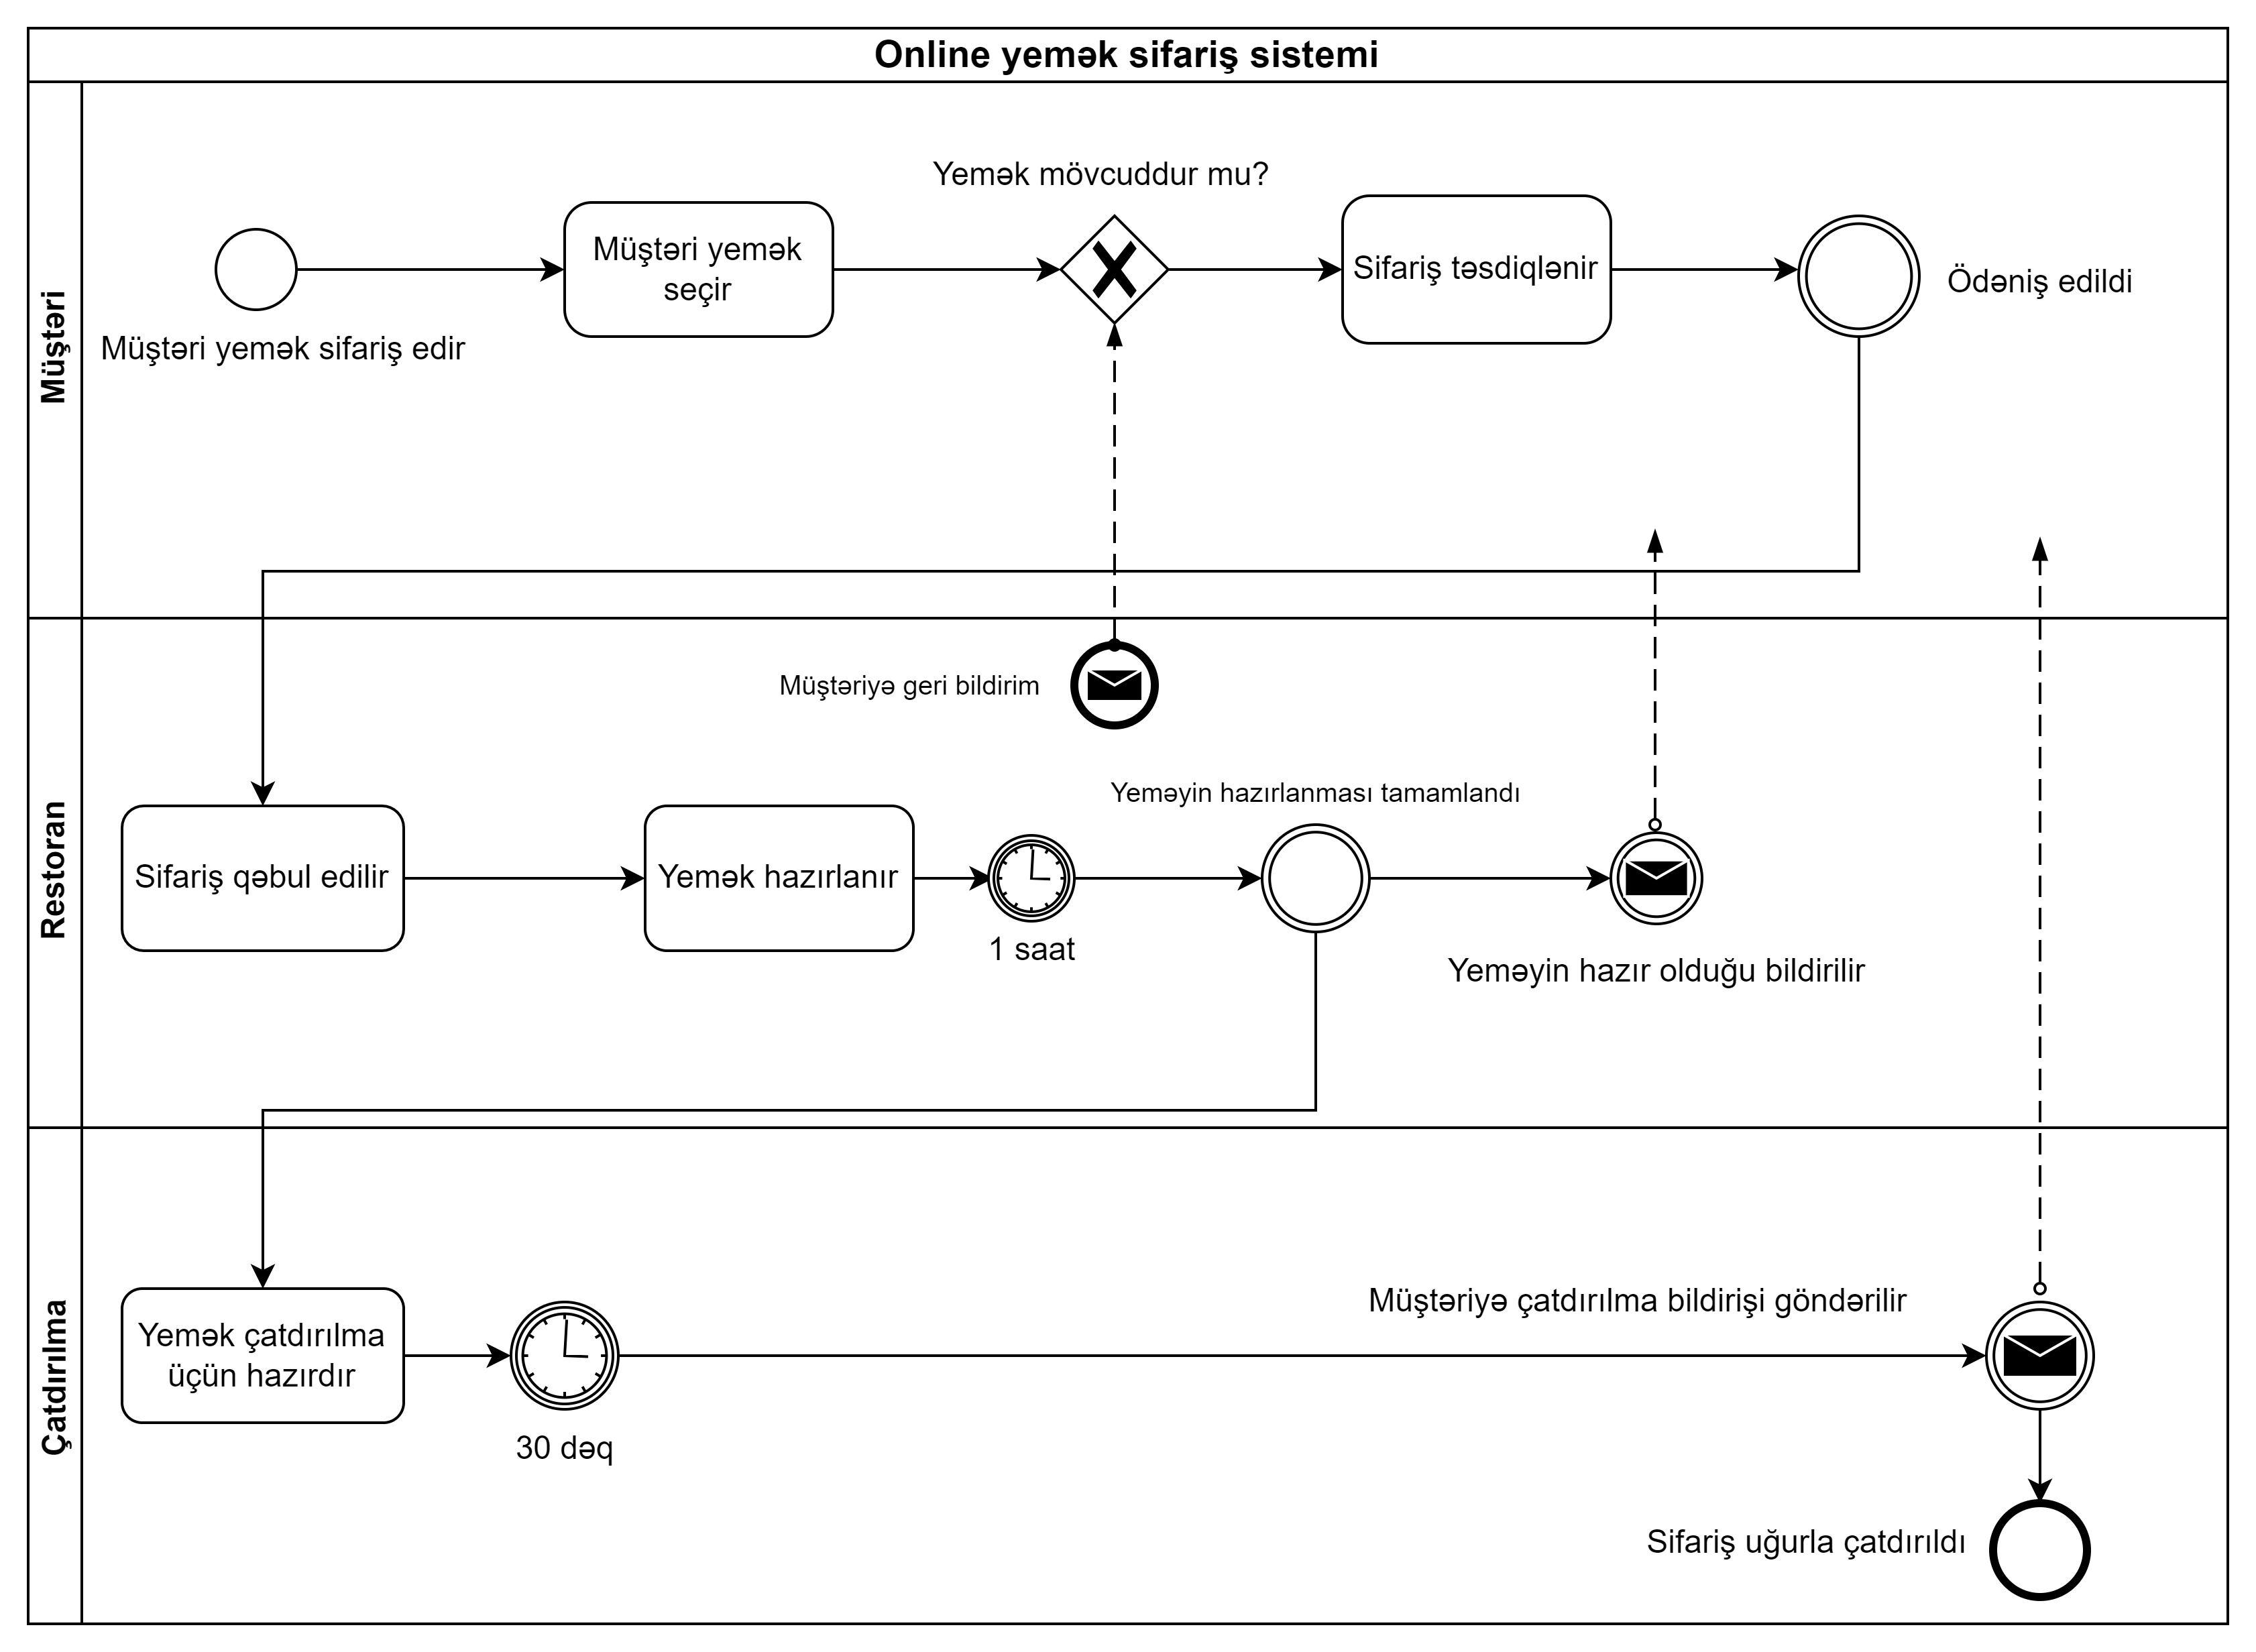 Online yemək sifariş sistemi
Müştəri
Yemək mövcuddur mu?
Müştəri yemək
seçir
Sifariş təsdiqlənir
Ödəniş edildi
Müştəri yemək sifariş edir
Restoran
Müştəriyə geri bildirim
Yeməyin hazırlanması tamamlandı
Sifariş qəbul edilir
Yemək hazırlanır
1 saat
Yeməyin hazır olduğu bildirilir
Çatdırılma
Müştəriyə çatdırılma bildirişi göndərilir
Yemək çatdırılma
üçün hazırdır
30 dəq
Sifariş uğurla çatdırıldı